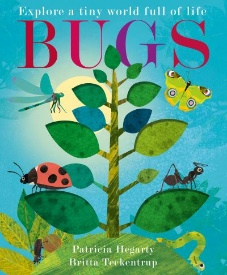 Explore a tiny world full of life
BUGS
Patricia Hegarty
Britta Teckentrup